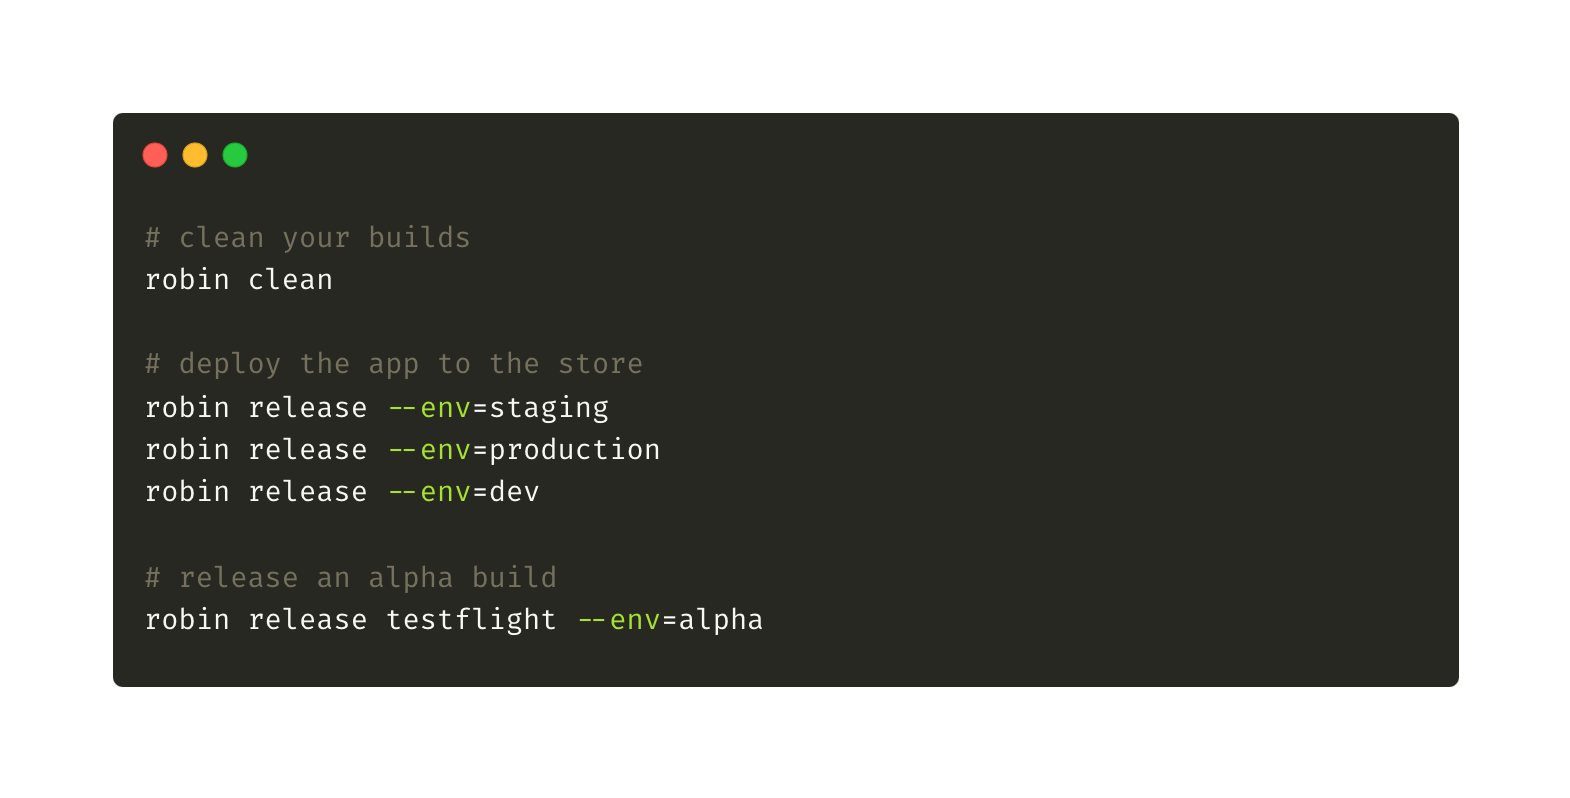 # clean your builds
robin clean
# deploy the app to the store
robin release --env=staging
robin release --env=production
robin release --env=dev
# release an alpha build
robin release testflight --env=alpha